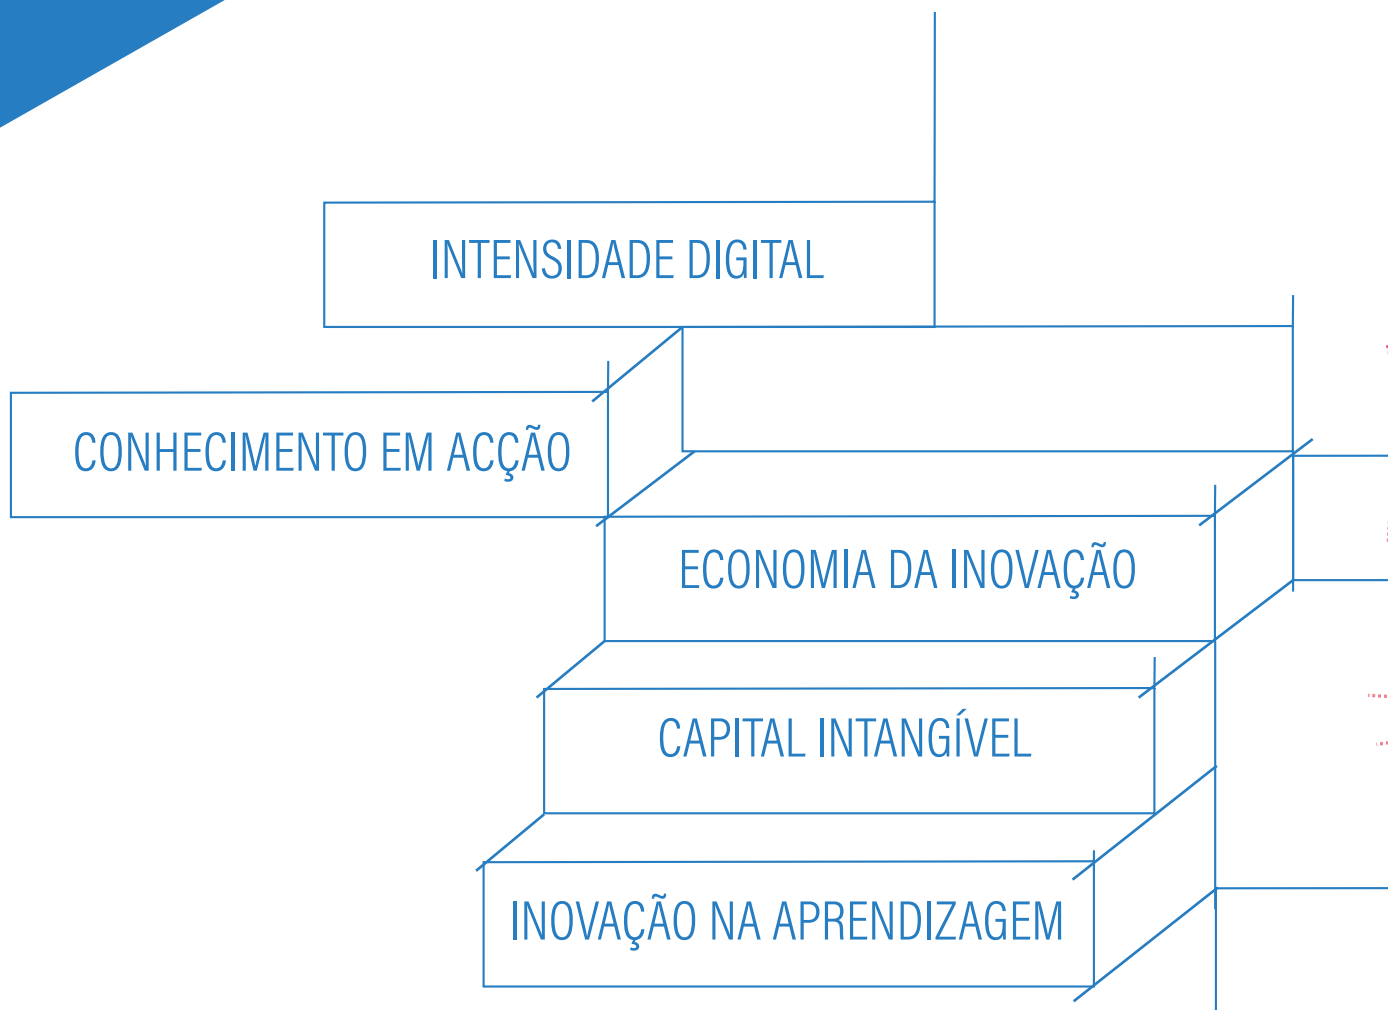 INTENSIDADE DIGITAL
CONHECIMENTO EM ACÇÃO
ECONOMIA DA INOVAÇÃO
CAPITAL INTANGÍVEL
INOVAÇÃO NA APRENDIZAGEM